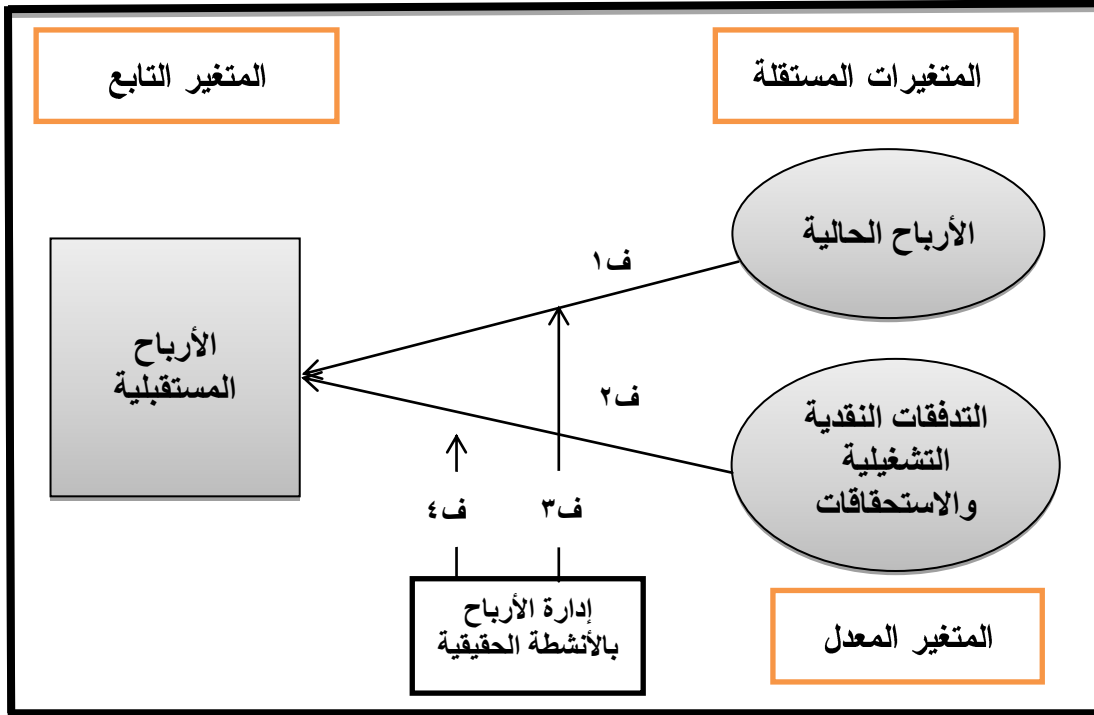 المتغيرات المستقلة
المتغير التابع
الأرباح الحالية
ف١
الأرباح
المستقبلية
ف٢
التدفقات النقدية
التشغيلية
والاستحقاقات
ف٣
ف٤
إدارة الأرباح
بالأنشطة الحقيقية
المتغير المعدل